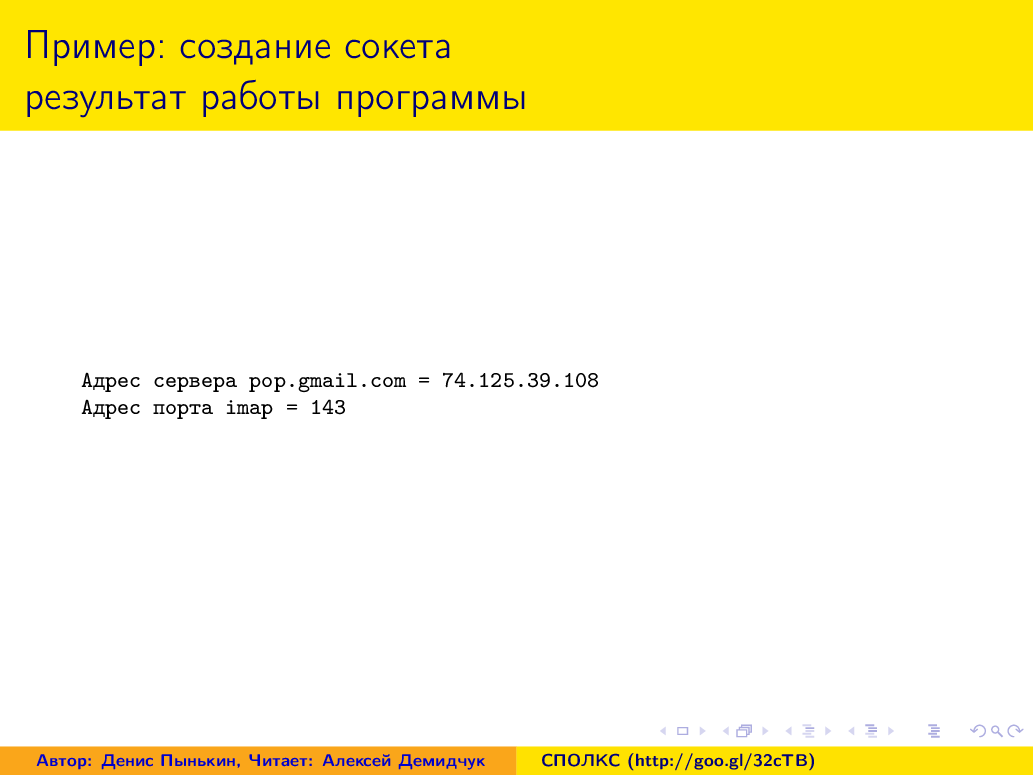 Пример: создание сокета
результат работы программы
Адрес сервера pop.gmail.com = 74.125.39.108
Адрес порта imap = 143
Автор: Денис Пынькин, Читает: Алексей Демидчук
СПОЛКС (http://goo.gl/32cTB)